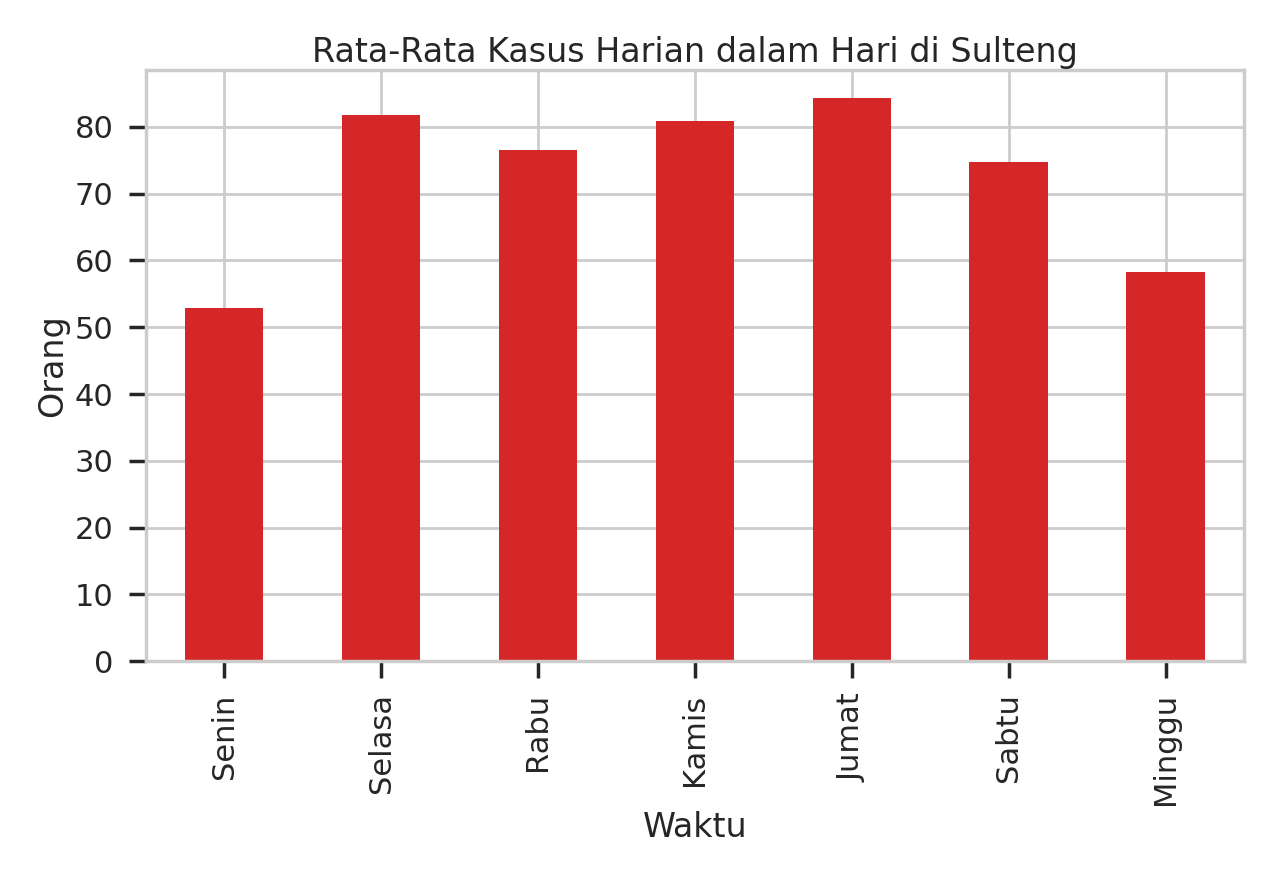 Rata-Rata Kasus Harian dalam Hari di Sulteng
Orang
80
70
60
50
40
30
20
10
0
Senin
Selasa
Rabu
Kamis
Jumat
Sabtu
Minggu
Waktu